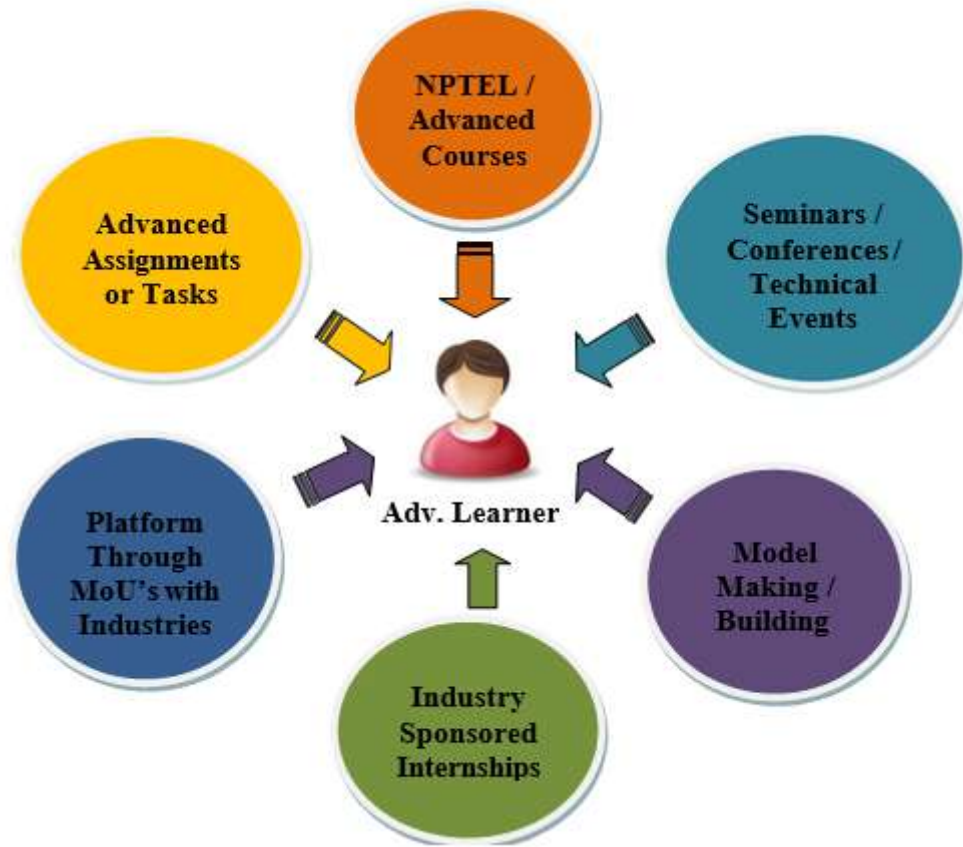 NPTEL /
Advanced
Courses
Advanced
Assignments
or Tasks
Seminars /
Conferences /
Technical
Events
Adv. Learner
Platform
Through
MoU's with
Industries
Model
Making /
Building
Industry
Sponsored
Internships